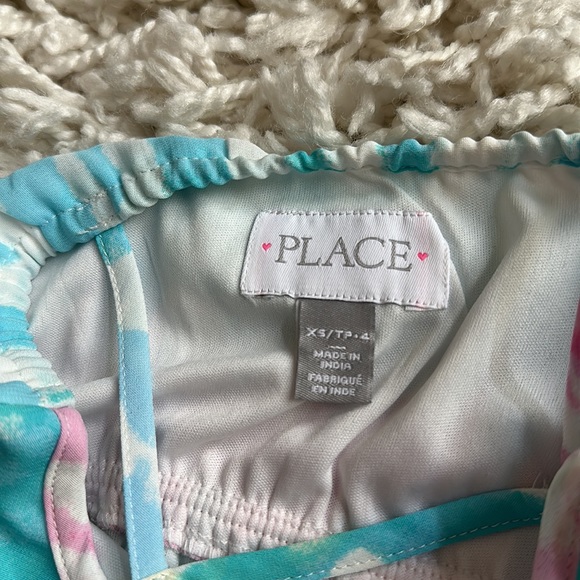 PLACE
XS/TP•4
MADE IN
INDIA
FABRIQUÉ
EN INDE